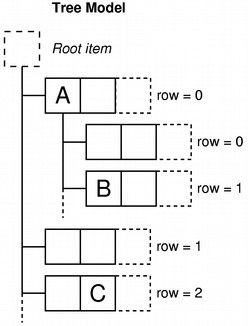 Tree Model
Root item
A row = 0
row = 0
B row = 1
row = 1
C row = 2